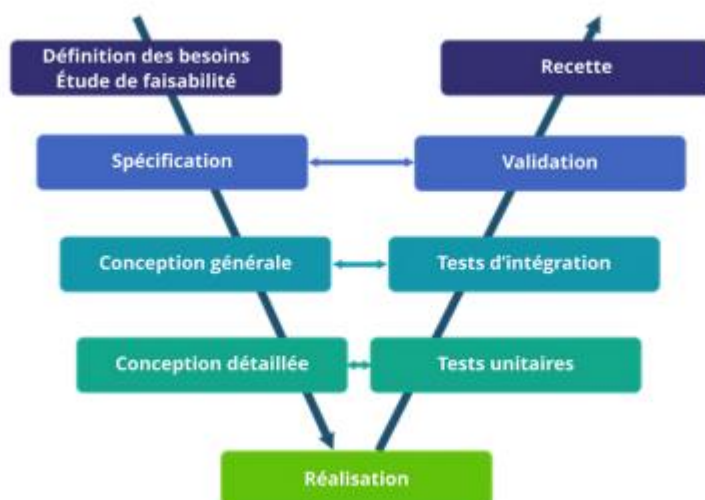 Définition des besoins
Étude de faisabilité
Recette
Spécification
Validation
Conception générale
Tests d'intégration
Conception détaillée
Tests unitaires
Réalisation